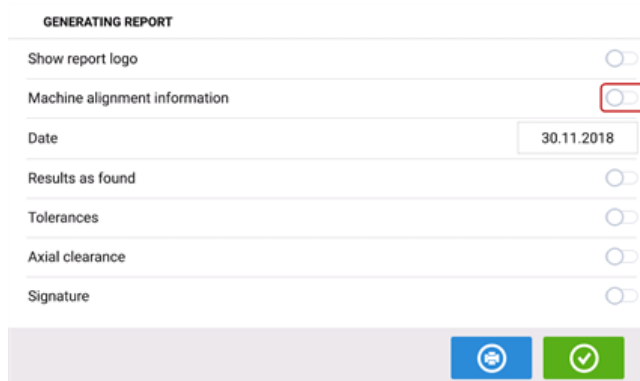 GENERATING REPORT
Show report logo
Machine alignment information
Date 30.11.2018
Results as found
Tolerances
Axial clearance
Signature